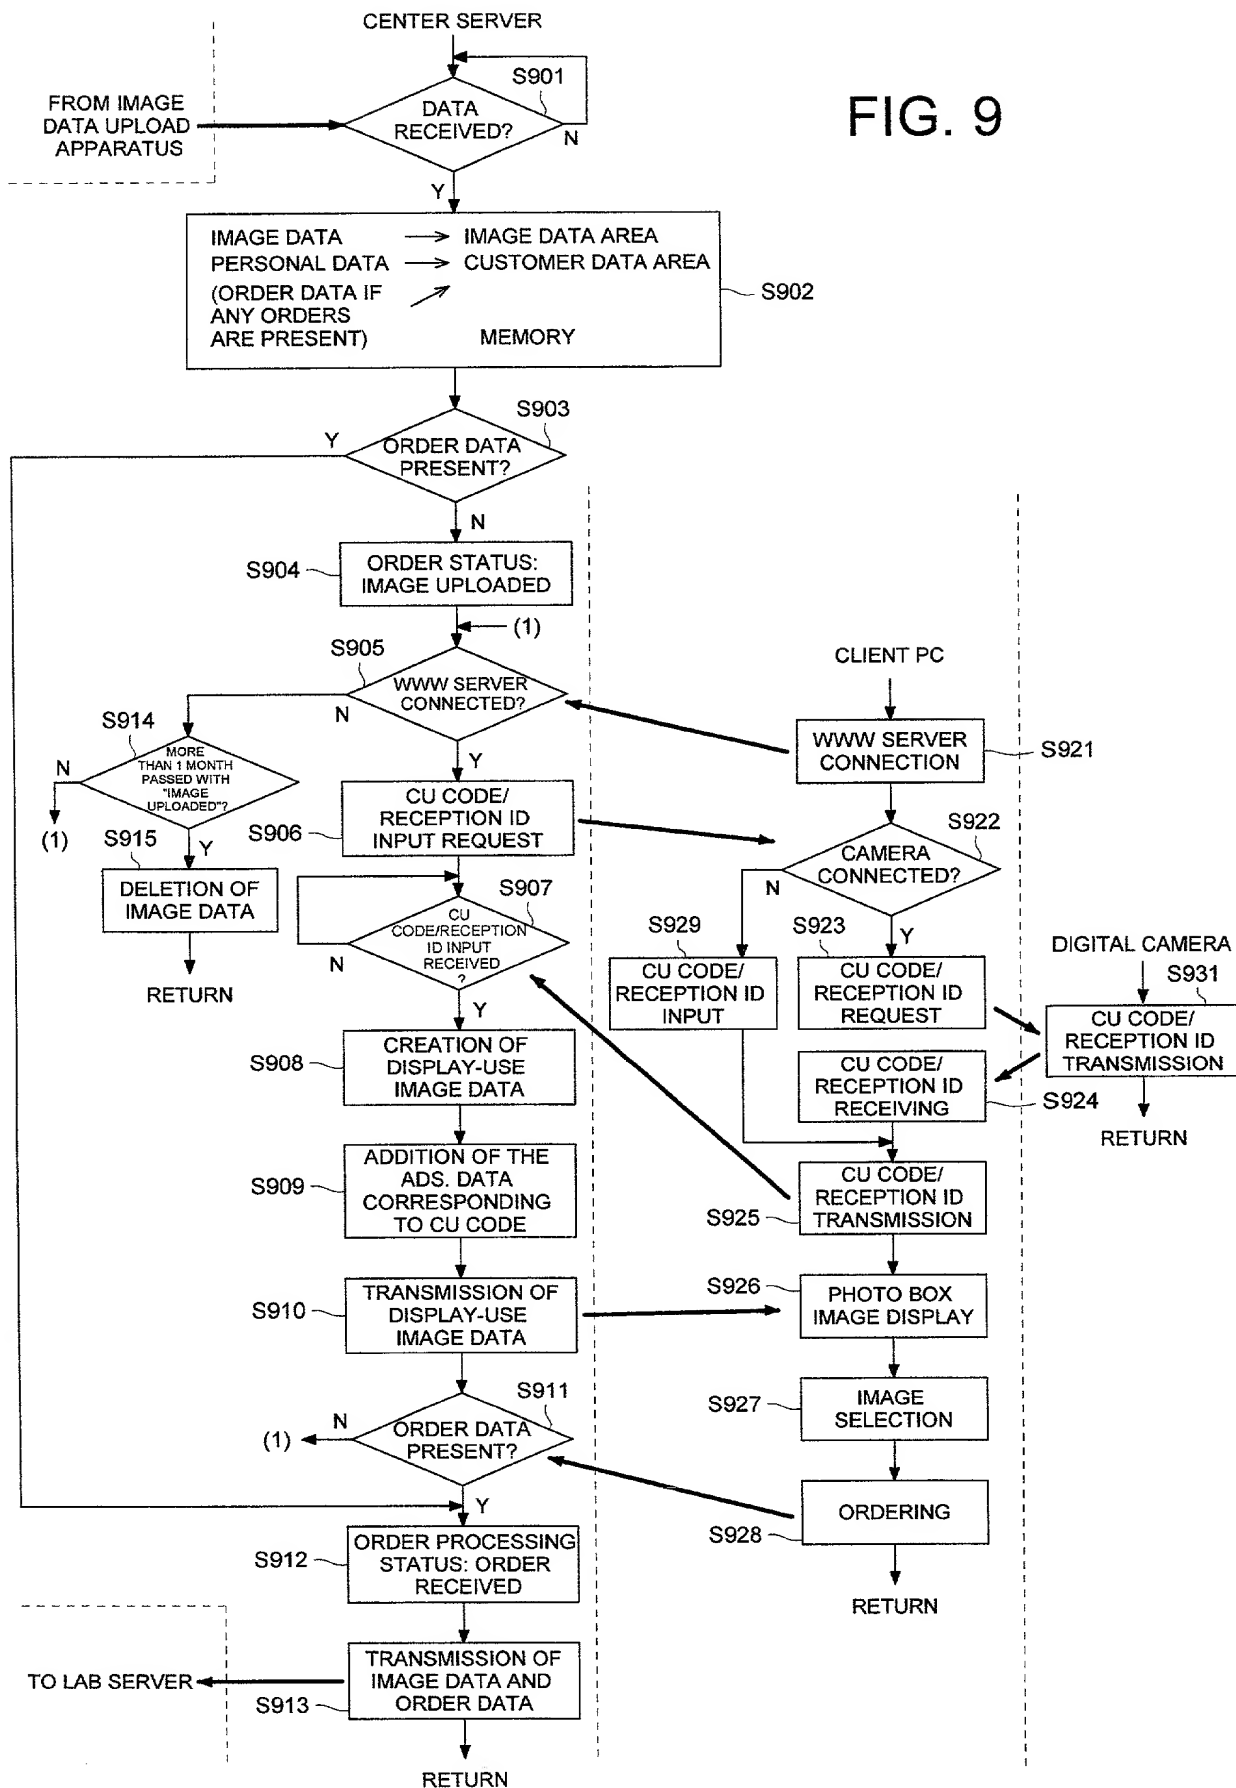 CENTER SERVER
FIG. 9
S901
FROM IMAGE
DATA UPLOAD
APPARATUS
DATA
RECEIVED?
N
Y
IMAGE DATA → IMAGE DATA AREA
PERSONAL DATA → CUSTOMER DATA AREA
(ORDER DATA IF
ANY ORDERS
ARE PRESENT)
MEMORY
S902
S903
Y
ORDER DATA
PRESENT?
N
S904
ORDER STATUS:
IMAGE UPLOADED
(1)
S905
WWW SERVER
CONNECTED?
N
Y
S914
MORE
THAN 1 MONTH
PASSED WITH
"IMAGE
UPLOADED"?
N
(1)
Y
S915
DELETION OF
IMAGE DATA
RETURN
S906
CU CODE/
RECEPTION ID
INPUT REQUEST
S907
CU
CODE/RECEPTION
ID INPUT
RECEIVED
?
N
Y
S908
CREATION OF
DISPLAY-USE
IMAGE DATA
S909
ADDITION OF THE
ADS. DATA
CORRESPONDING
TO CU CODE
S910
TRANSMISSION OF
DISPLAY-USE
IMAGE DATA
S911
N
(1)
ORDER DATA
PRESENT?
Y
S912
ORDER PROCESSING
STATUS: ORDER
RECEIVED
TO LAB SERVER
S913
TRANSMISSION OF
IMAGE DATA AND
ORDER DATA
RETURN
CLIENT PC
WWW SERVER
CONNECTION
S921
S922
CAMERA
CONNECTED?
N
Y
S929
CU CODE/
RECEPTION ID
INPUT
S923
CU CODE/
RECEPTION ID
REQUEST
CU CODE/
RECEPTION ID
RECEIVING
S924
S925
CU CODE/
RECEPTION ID
TRANSMISSION
S926
PHOTO BOX
IMAGE DISPLAY
S927
IMAGE
SELECTION
S928
ORDERING
RETURN
DIGITAL CAMERA
S931
CU CODE/
RECEPTION ID
TRANSMISSION
RETURN